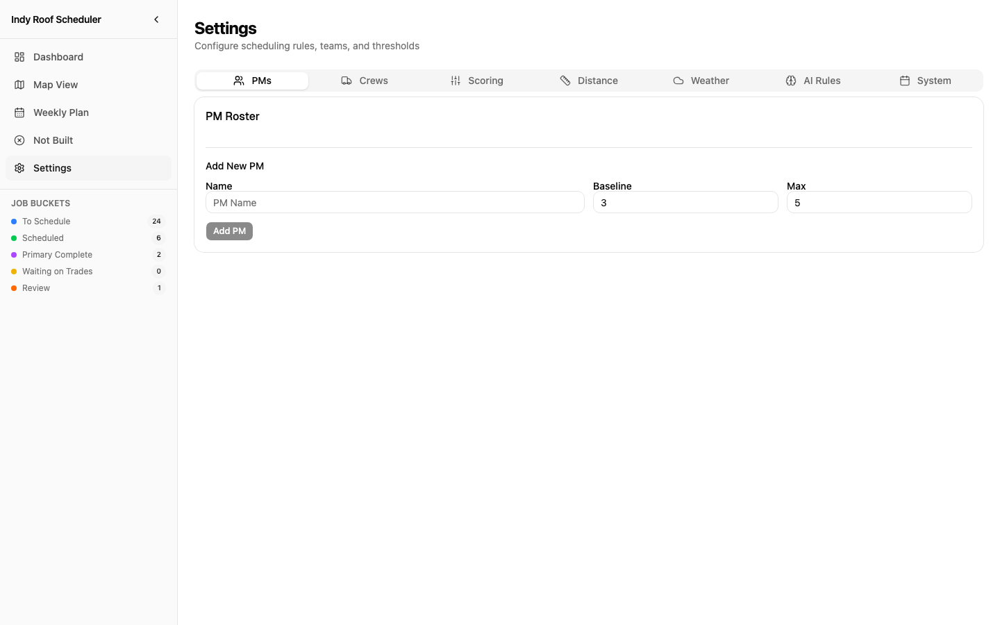 Indy Roof Scheduler
Dashboard
Map View
Weekly Plan
Not Built
Settings
JOB BUCKETS
To Schedule 24
Scheduled 6
Primary Complete 2
Waiting on Trades 0
Review 1
Settings
Configure scheduling rules, teams, and thresholds
PMs Crews Scoring Distance Weather AI Rules System
PM Roster
Add New PM
Name Baseline Max
PM Name 3 5
Add PM